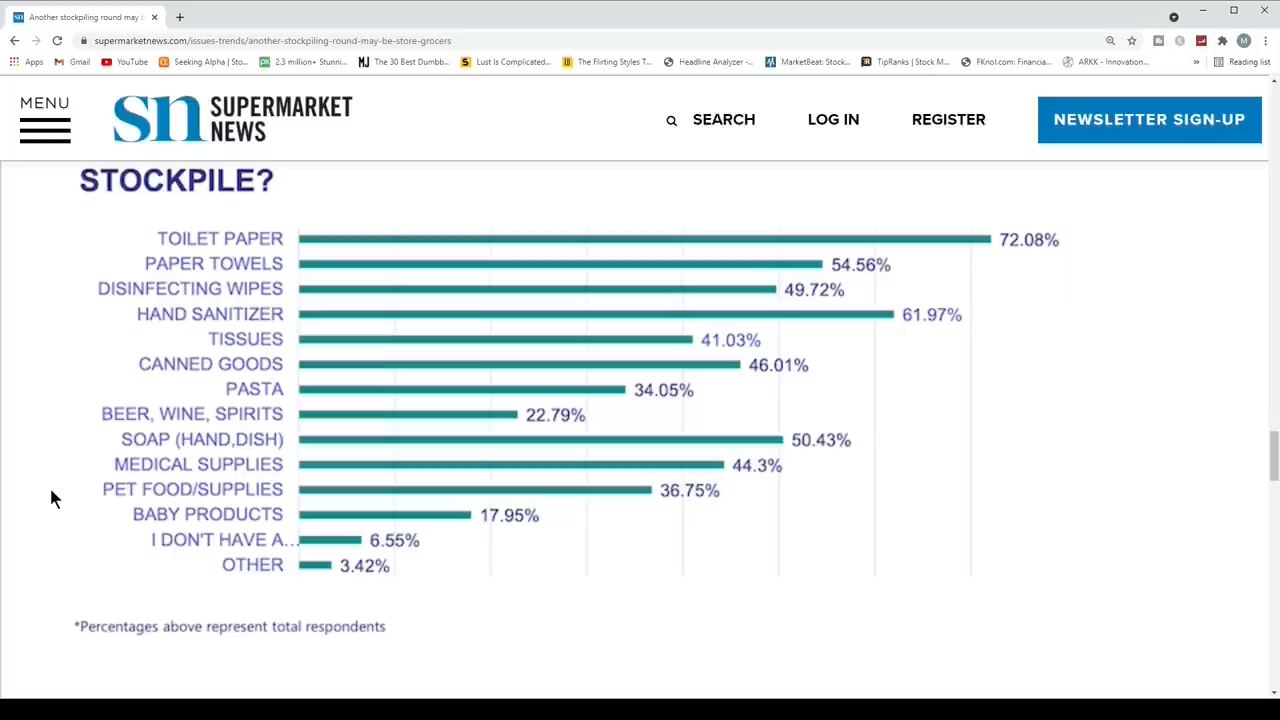 Another stockpiling round may b
supermarketnews.com/issues-trends/another-stockpiling-round-may-be-store-grocers
Apps Gmail YouTube Seeking Alpha | Sto... 2.3 million+ Stunni... The 30 Best Dumbb... Lust Is Complicated... The Flirting Styles T... Headline Analyzer -... MarketBeat: Stock... TipRanks | Stock M... FKnol.com: Financia... ARKK - Innovation... » Reading list
MENU
sn SUPERMARKET
NEWS
SEARCH LOG IN REGISTER NEWSLETTER SIGN-UP
STOCKPILE?
TOILET PAPER 72.08%
PAPER TOWELS 54.56%
DISINFECTING WIPES 49.72%
HAND SANITIZER 61.97%
TISSUES 41.03%
CANNED GOODS 46.01%
PASTA 34.05%
BEER, WINE, SPIRITS 22.79%
SOAP (HAND,DISH) 50.43%
MEDICAL SUPPLIES 44.3%
PET FOOD/SUPPLIES 36.75%
BABY PRODUCTS 17.95%
I DON'T HAVE A... 6.55%
OTHER 3.42%
*Percentages above represent total respondents